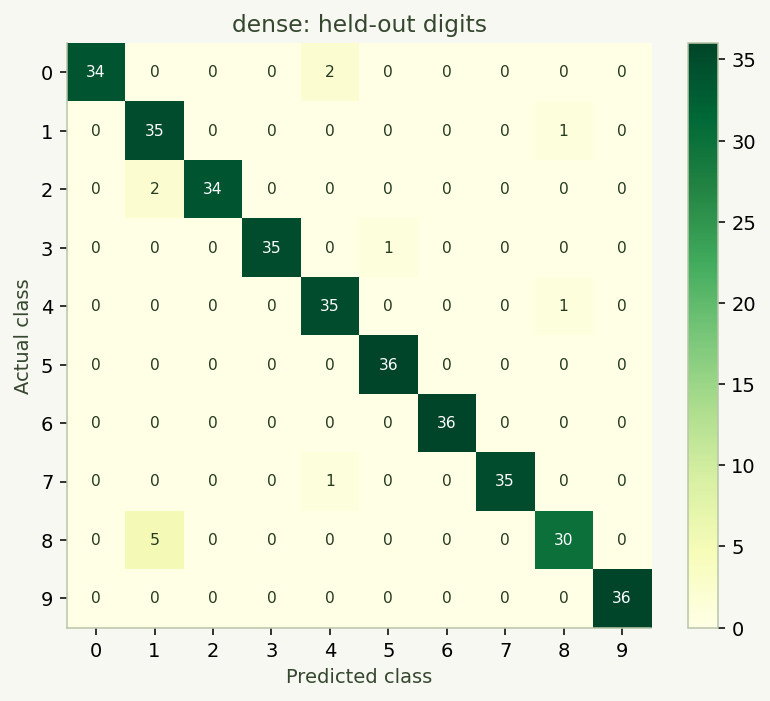 dense: held-out digits
Actual class
0 34 0 0 0 2 0 0 0 0 0
1 0 35 0 0 0 0 0 0 1 0
2 0 2 34 0 0 0 0 0 0 0
3 0 0 0 35 0 1 0 0 0 0
4 0 0 0 0 35 0 0 0 1 0
5 0 0 0 0 0 36 0 0 0 0
6 0 0 0 0 0 0 36 0 0 0
7 0 0 0 0 1 0 0 35 0 0
8 0 5 0 0 0 0 0 0 30 0
9 0 0 0 0 0 0 0 0 0 36
0 1 2 3 4 5 6 7 8 9
Predicted class
35
30
25
20
15
10
5
0